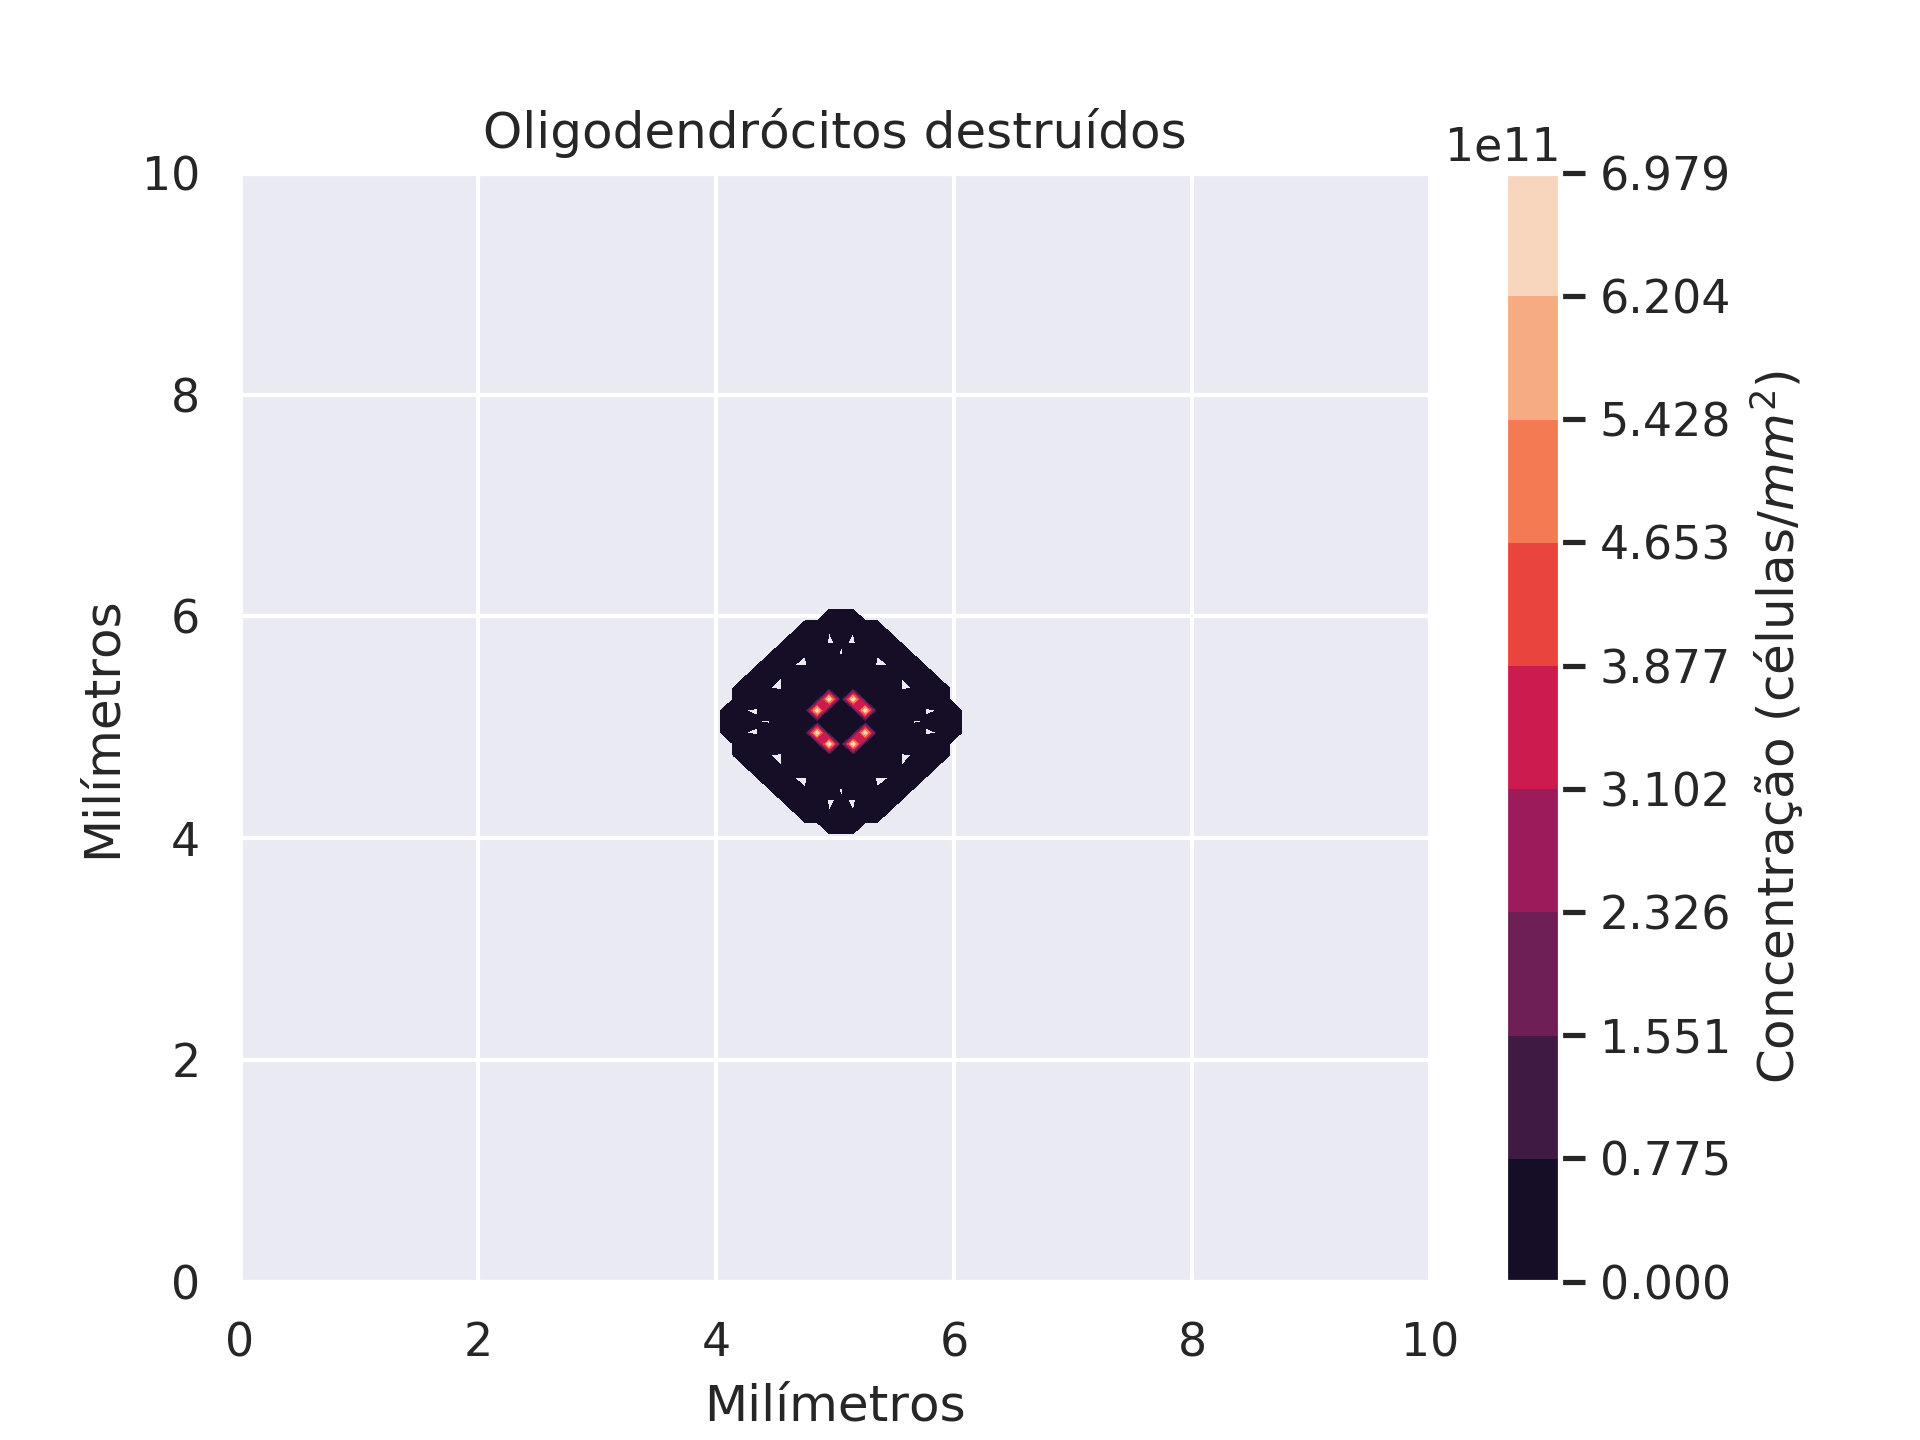 Oligodendrócitos destruídos
1e11
10
8
6
4
2
0
Milímetros
0 2 4 6 8 10
Milímetros
6.979
6.204
5.428
4.653
3.877
3.102
2.326
1.551
0.775
0.000
Concentração (células/mm²)